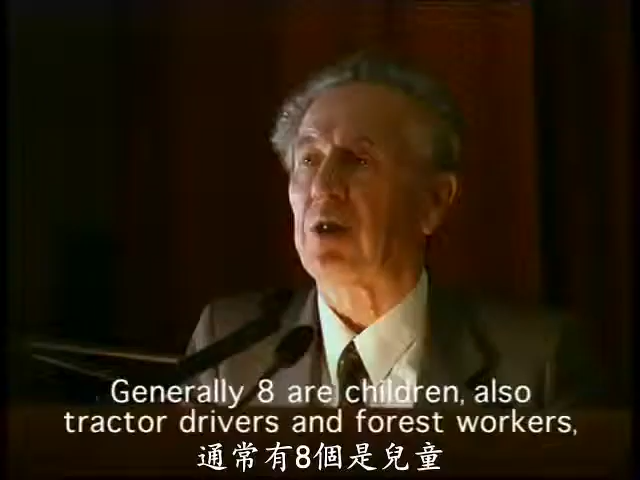 Generally 8 are children, also
tractor drivers and forest workers,
通常有8個是兒童